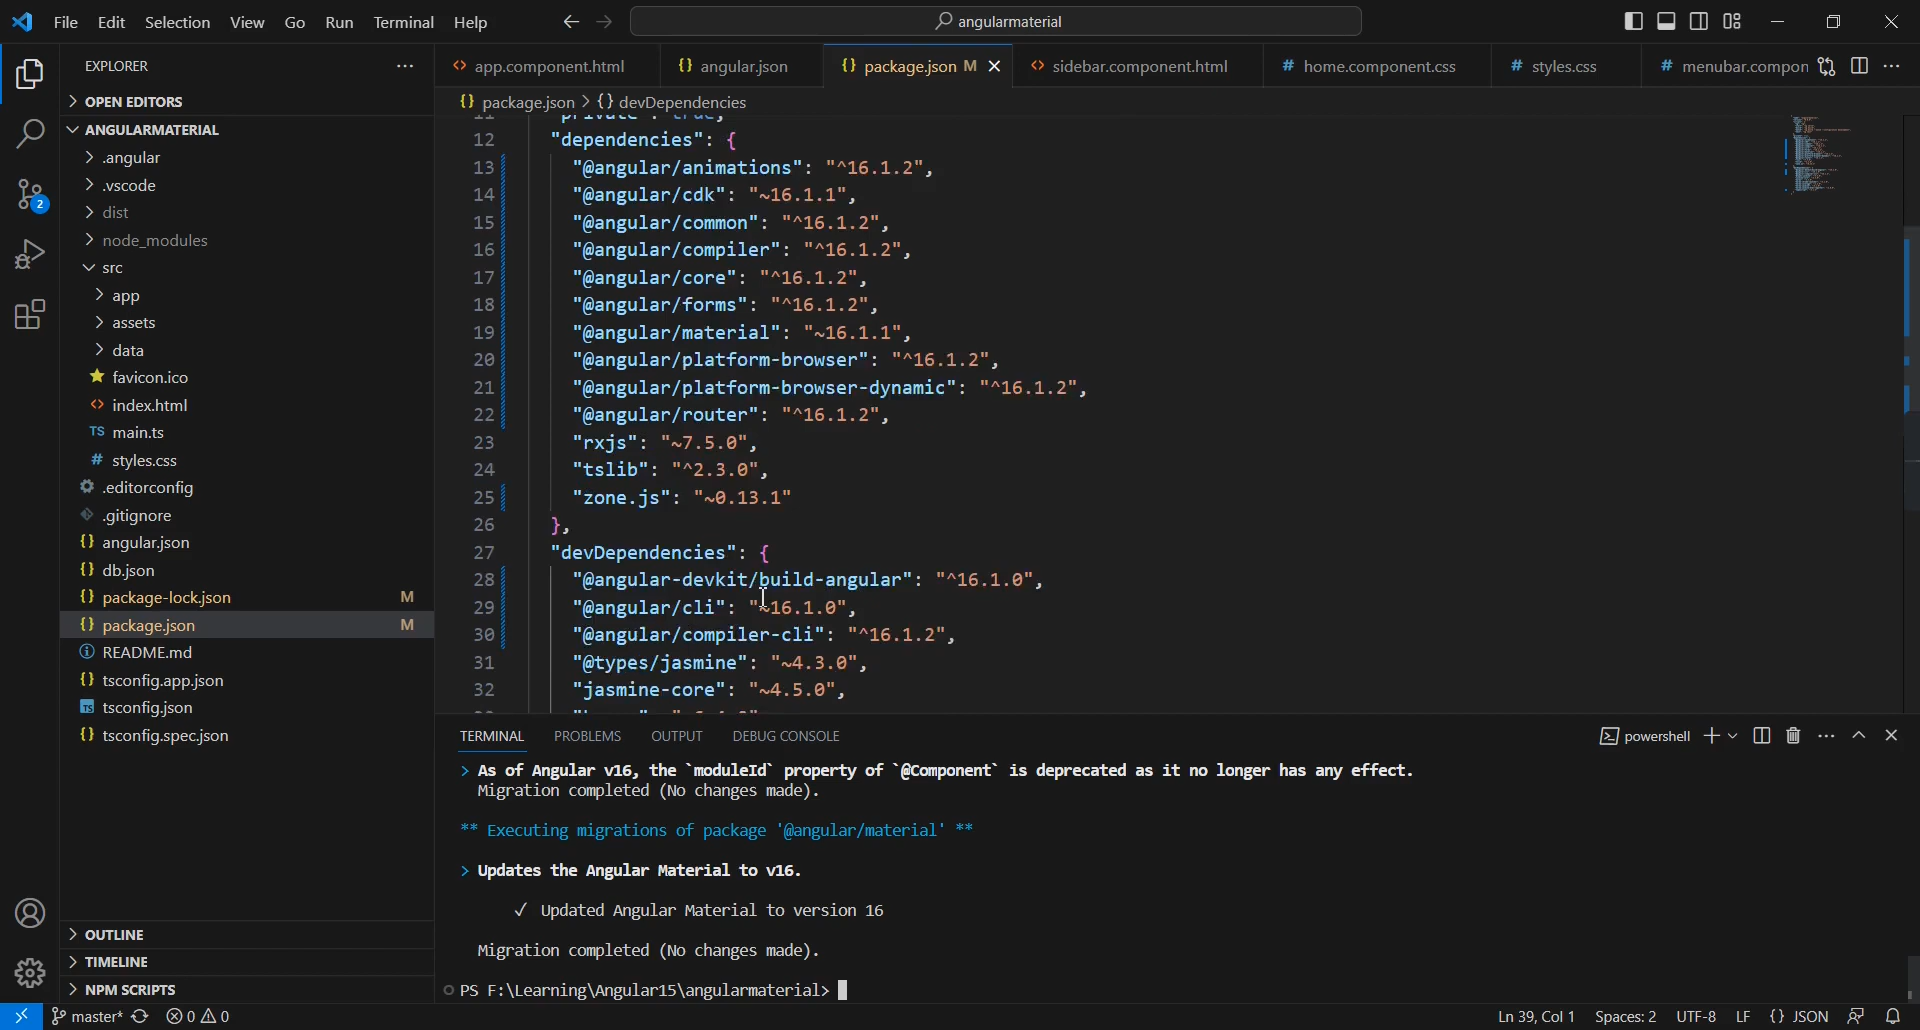 File Edit Selection View Go Run Terminal Help
angularmaterial
EXPLORER
OPEN EDITORS
ANGULARMATERIAL
.angular
.vscode
dist
node_modules
src
app
assets
data
favicon.ico
index.html
TS main.ts
# styles.css
.editorconfig
.gitignore
{} angular.json
{} db.json
{} package-lock.json M
{} package.json M
README.md
{} tsconfig.app.json
TS tsconfig.json
{} tsconfig.spec.json
OUTLINE
TIMELINE
NPM SCRIPTS
2
<> app.component.html {} angular.json {} package.json M <> sidebar.component.html # home.component.css # styles.css # menubar.compon
{} package.json > {} devDependencies
11 "private": true,
12 "dependencies": {
13 "@angular/animations": "^16.1.2",
14 "@angular/cdk": "~16.1.1",
15 "@angular/common": "^16.1.2",
16 "@angular/compiler": "^16.1.2",
17 "@angular/core": "^16.1.2",
18 "@angular/forms": "^16.1.2",
19 "@angular/material": "~16.1.1",
20 "@angular/platform-browser": "^16.1.2",
21 "@angular/platform-browser-dynamic": "^16.1.2",
22 "@angular/router": "^16.1.2",
23 "rxjs": "~7.5.0",
24 "tslib": "^2.3.0",
25 "zone.js": "~0.13.1"
26 },
27 "devDependencies": {
28 "@angular-devkit/build-angular": "^16.1.0",
29 "@angular/cli": "~16.1.0",
30 "@angular/compiler-cli": "^16.1.2",
31 "@types/jasmine": "~4.3.0",
32 "jasmine-core": "~4.5.0",
TERMINAL PROBLEMS OUTPUT DEBUG CONSOLE
powershell
> As of Angular v16, the `moduleId` property of `@Component` is deprecated as it no longer has any effect.
Migration completed (No changes made).
** Executing migrations of package '@angular/material' **
> Updates the Angular Material to v16.
✓ Updated Angular Material to version 16
Migration completed (No changes made).
PS F:\Learning\Angular15\angularmaterial>
master* 0 0
Ln 39, Col 1 Spaces: 2 UTF-8 LF {} JSON